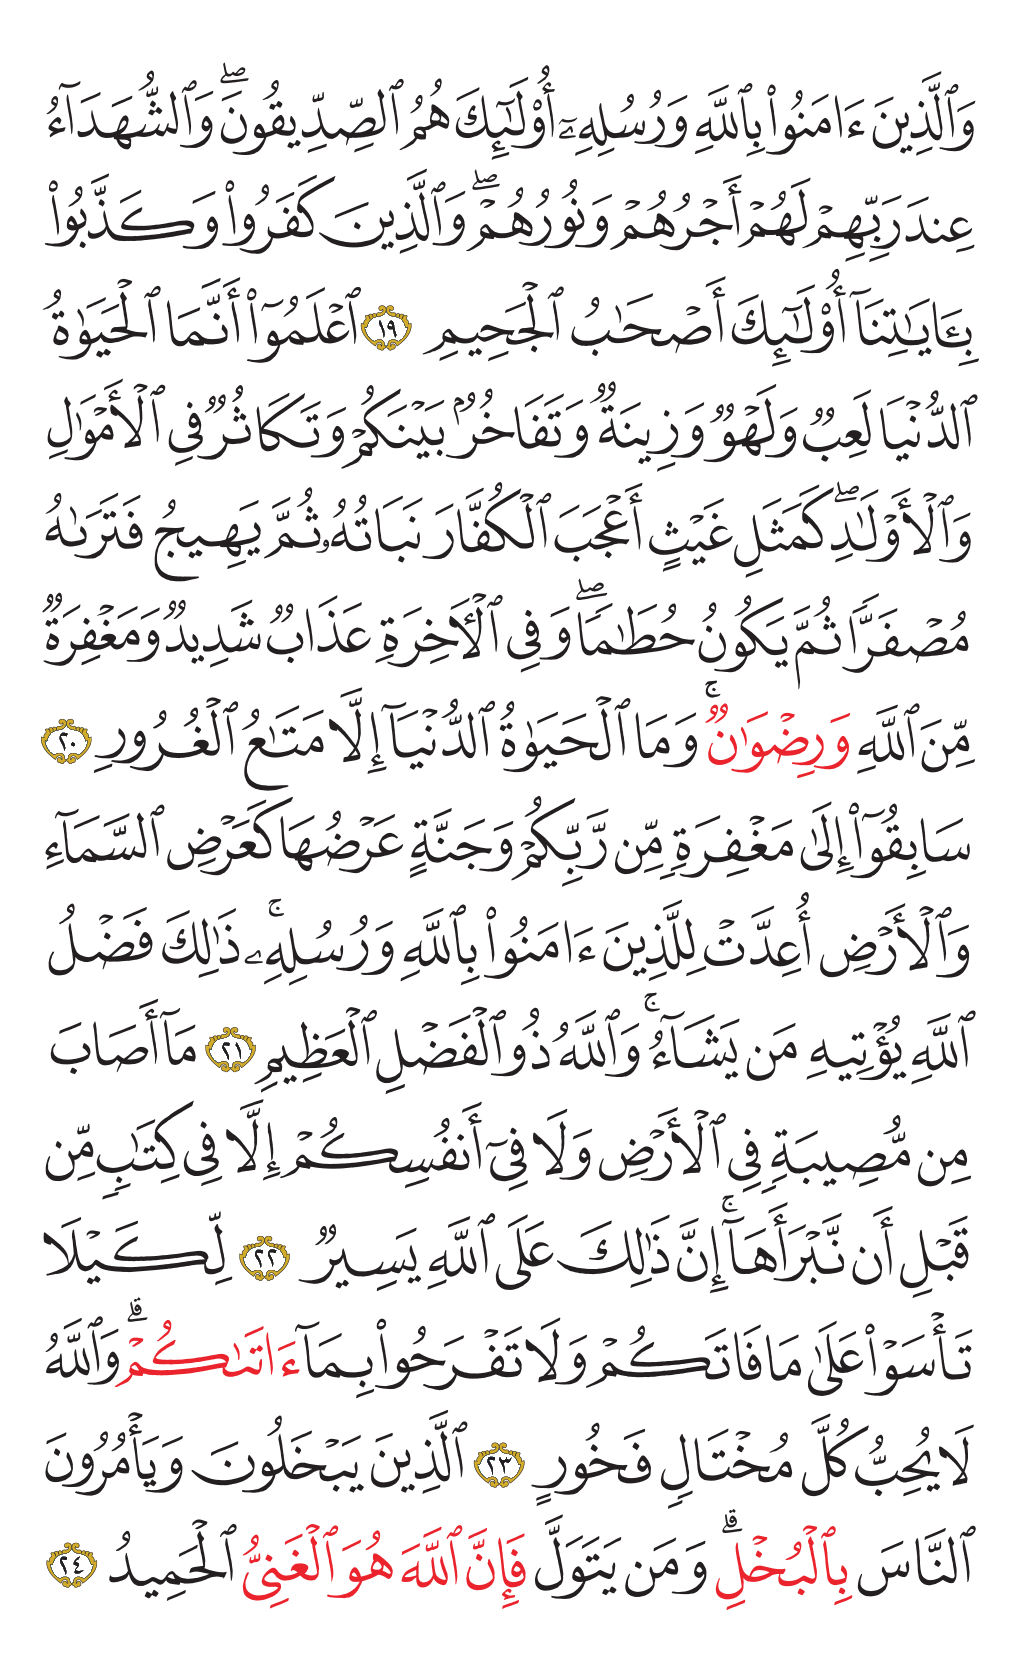 وَٱلَّذِينَ ءَامَنُوا۟ بِٱللَّهِ وَرُسُلِهِۦٓ أُو۟لَـٰٓئِكَ هُمُ ٱلصِّدِّيقُونَ ۖ وَٱلشُّهَدَآءُ
عِندَ رَبِّهِمْ لَهُمْ أَجْرُهُمْ وَنُورُهُمْ ۖ وَٱلَّذِينَ كَفَرُوا۟ وَكَذَّبُوا۟
بِـَٔايَـٰتِنَآ أُو۟لَـٰٓئِكَ أَصْحَـٰبُ ٱلْجَحِيمِ ١٩ ٱعْلَمُوٓا۟ أَنَّمَا ٱلْحَيَوٰةُ
ٱلدُّنْيَا لَعِبٌ وَلَهْوٌ وَزِينَةٌ وَتَفَاخُرٌۢ بَيْنَكُمْ وَتَكَاثُرٌ فِى ٱلْأَمْوَٰلِ
وَٱلْأَوْلَـٰدِ ۖ كَمَثَلِ غَيْثٍ أَعْجَبَ ٱلْكُفَّارَ نَبَاتُهُۥ ثُمَّ يَهِيجُ فَتَرَىٰهُ
مُصْفَرًّا ثُمَّ يَكُونُ حُطَـٰمًا ۖ وَفِى ٱلْـَٔاخِرَةِ عَذَابٌ شَدِيدٌ وَمَغْفِرَةٌ
مِّنَ ٱللَّهِ وَرِضْوَٰنٌ ۚ وَمَا ٱلْحَيَوٰةُ ٱلدُّنْيَآ إِلَّا مَتَـٰعُ ٱلْغُرُورِ ٢٠
سَابِقُوٓا۟ إِلَىٰ مَغْفِرَةٍ مِّن رَّبِّكُمْ وَجَنَّةٍ عَرْضُهَا كَعَرْضِ ٱلسَّمَآءِ
وَٱلْأَرْضِ أُعِدَّتْ لِلَّذِينَ ءَامَنُوا۟ بِٱللَّهِ وَرُسُلِهِۦ ۚ ذَٰلِكَ فَضْلُ
ٱللَّهِ يُؤْتِيهِ مَن يَشَآءُ ۚ وَٱللَّهُ ذُو ٱلْفَضْلِ ٱلْعَظِيمِ ٢١ مَآ أَصَابَ
مِن مُّصِيبَةٍ فِى ٱلْأَرْضِ وَلَا فِىٓ أَنفُسِكُمْ إِلَّا فِى كِتَـٰبٍ مِّن
قَبْلِ أَن نَّبْرَأَهَآ ۚ إِنَّ ذَٰلِكَ عَلَى ٱللَّهِ يَسِيرٌ ٢٢ لِّكَيْلَا
تَأْسَوْا۟ عَلَىٰ مَا فَاتَكُمْ وَلَا تَفْرَحُوا۟ بِمَآ ءَاتَىٰكُمْ ۗ وَٱللَّهُ
لَا يُحِبُّ كُلَّ مُخْتَالٍ فَخُورٍ ٢٣ ٱلَّذِينَ يَبْخَلُونَ وَيَأْمُرُونَ
ٱلنَّاسَ بِٱلْبُخْلِ ۗ وَمَن يَتَوَلَّ فَإِنَّ ٱللَّهَ هُوَ ٱلْغَنِىُّ ٱلْحَمِيدُ ٢٤